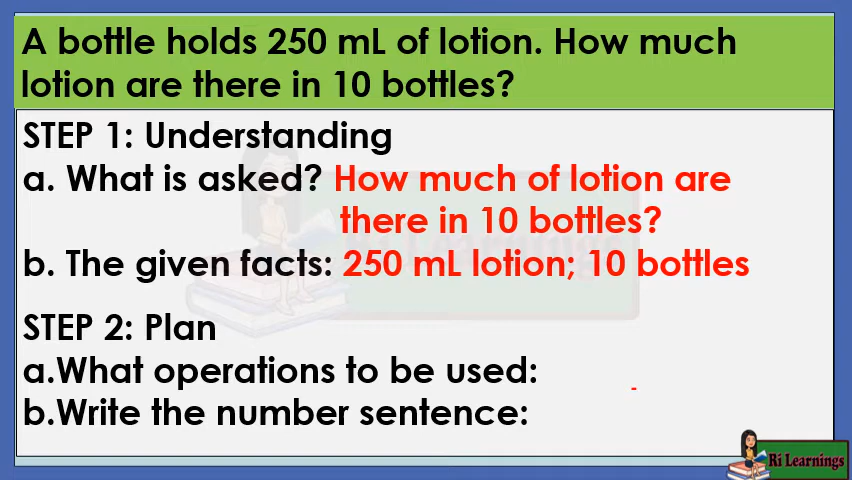 A bottle holds 250 mL of lotion. How much
lotion are there in 10 bottles?
STEP 1: Understanding
a. What is asked? How much of lotion are
there in 10 bottles?
b. The given facts: 250 mL lotion; 10 bottles
STEP 2: Plan
a.What operations to be used:
b.Write the number sentence:
Ri Learnings
Ri Learnings